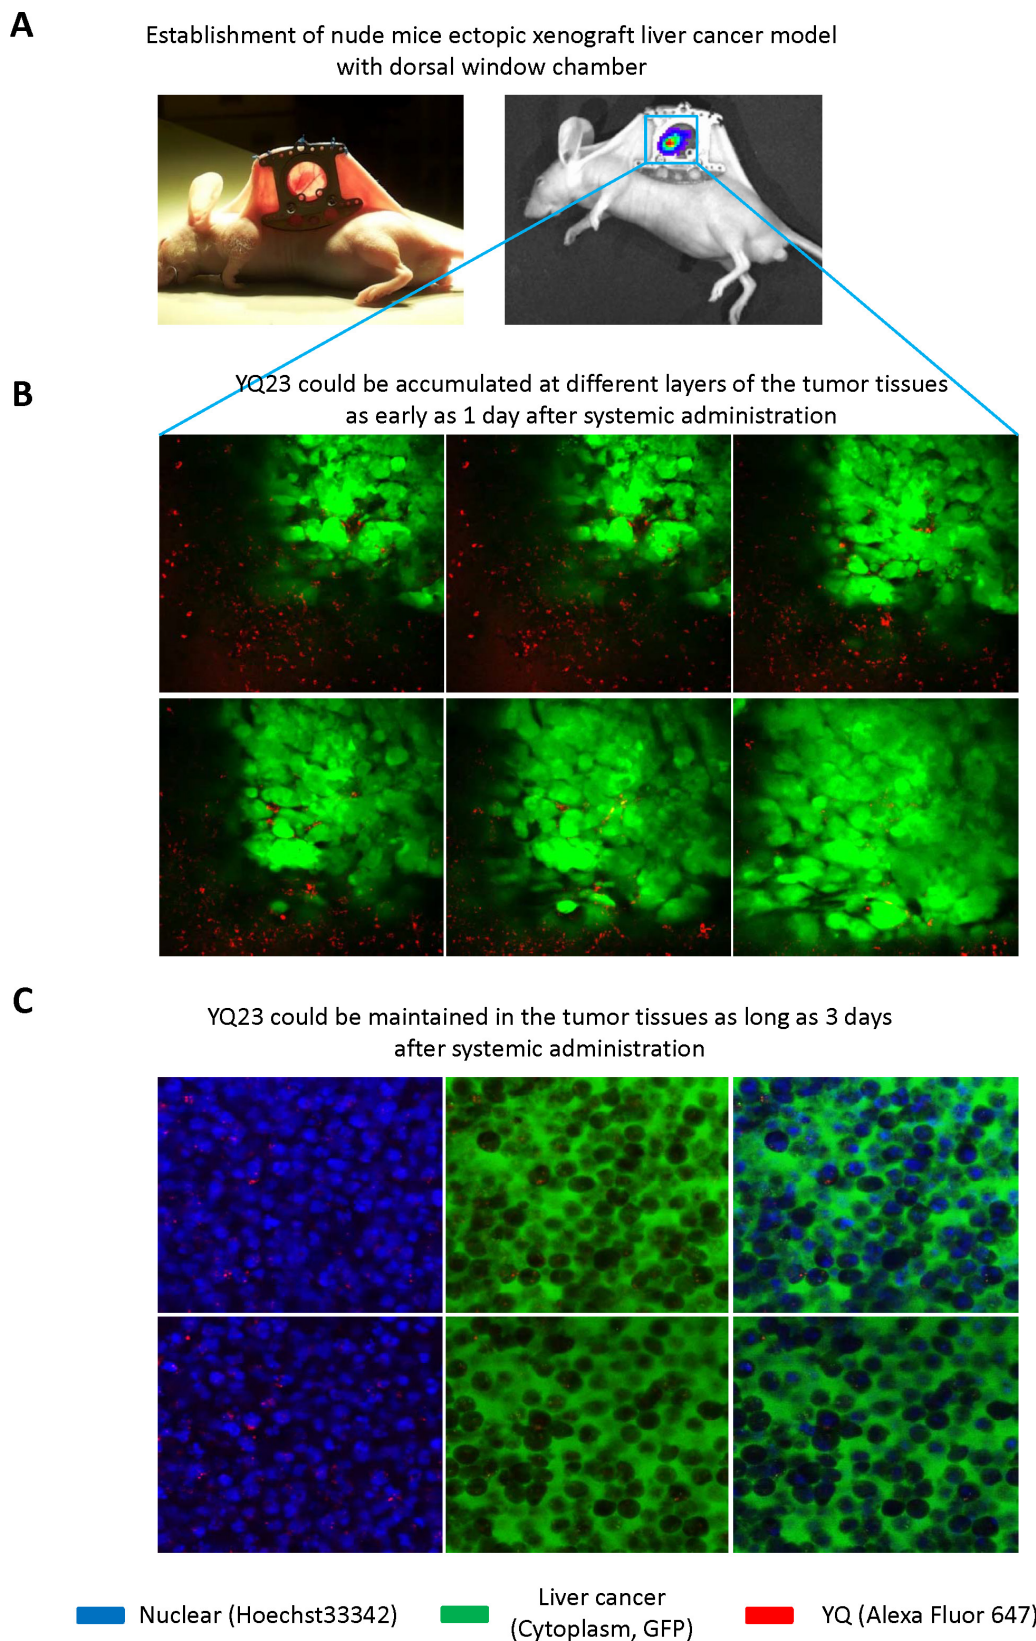 A
Establishment of nude mice ectopic xenograft liver cancer model
with dorsal window chamber
B
YQ23 could be accumulated at different layers of the tumor tissues
as early as 1 day after systemic administration
C
YQ23 could be maintained in the tumor tissues as long as 3 days
after systemic administration
Nuclear (Hoechst33342)
Liver cancer
(Cytoplasm, GFP)
YQ (Alexa Fluor 647)